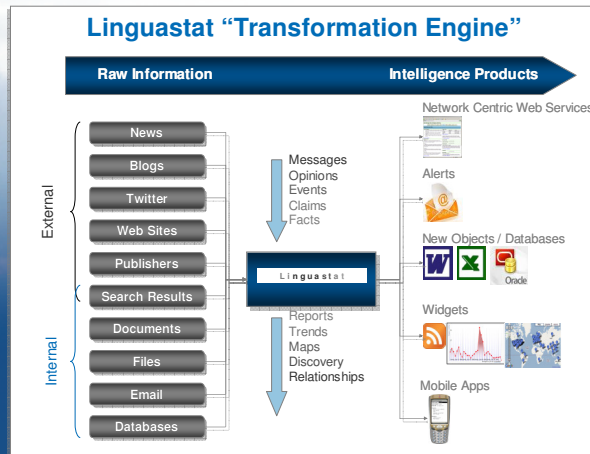 Linguastat “Transformation Engine”
Raw Information
Intelligence Products
External
Internal
News
Blogs
Twitter
Web Sites
Publishers
Search Results
Documents
Files
Email
Databases
Messages
Opinions
Events
Claims
Facts
Linguastat
Reports
Trends
Maps
Discovery
Relationships
Network Centric Web Services
Alerts
@
New Objects / Databases
W
X
Oracle
Widgets
Mobile Apps